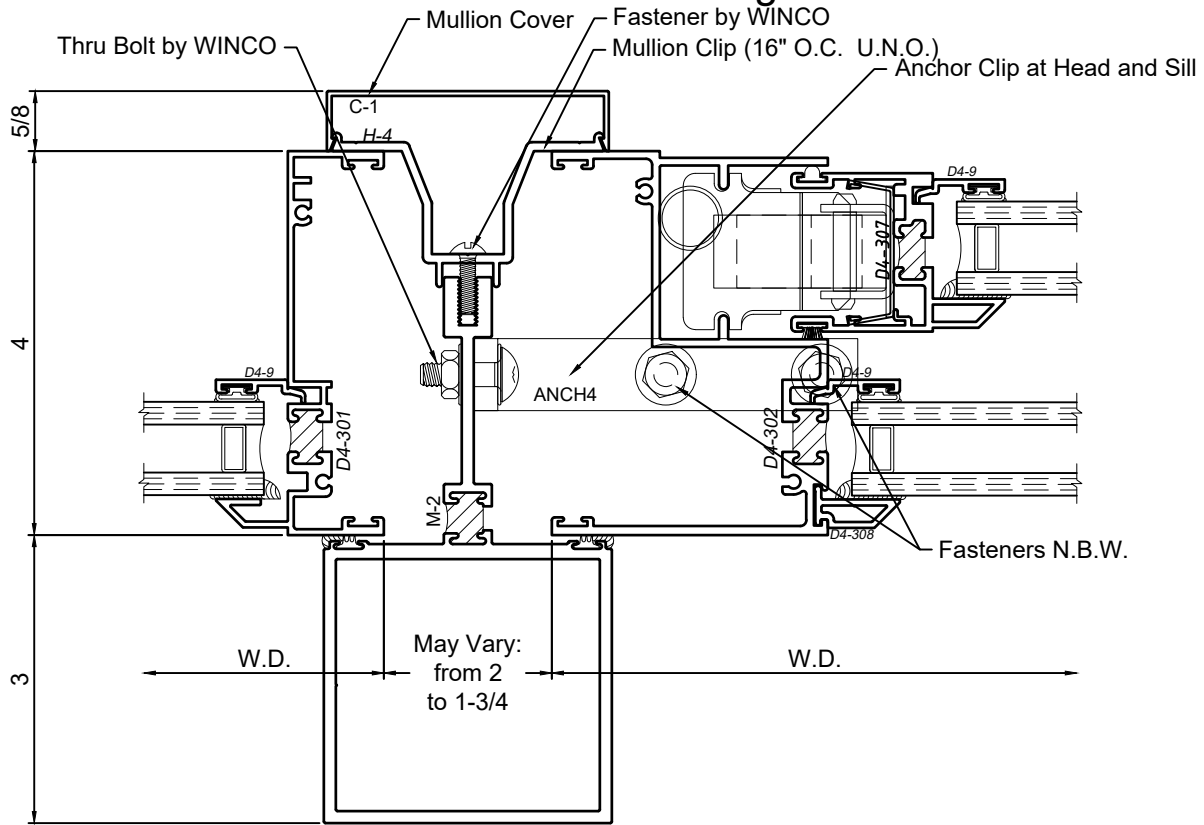 Mullion Cover
Fastener by WINCO
Thru Bolt by WINCO
Mullion Clip (16" O.C. U.N.O.)
Anchor Clip at Head and Sill
C-1
H-4
5/8
4
3
D4-9
D4-307
ANCH4
D4-9
D4-9
D4-301
D4-302
M-2
D4-308
Fasteners N.B.W.
W.D.
May Vary:
from 2
to 1-3/4
W.D.